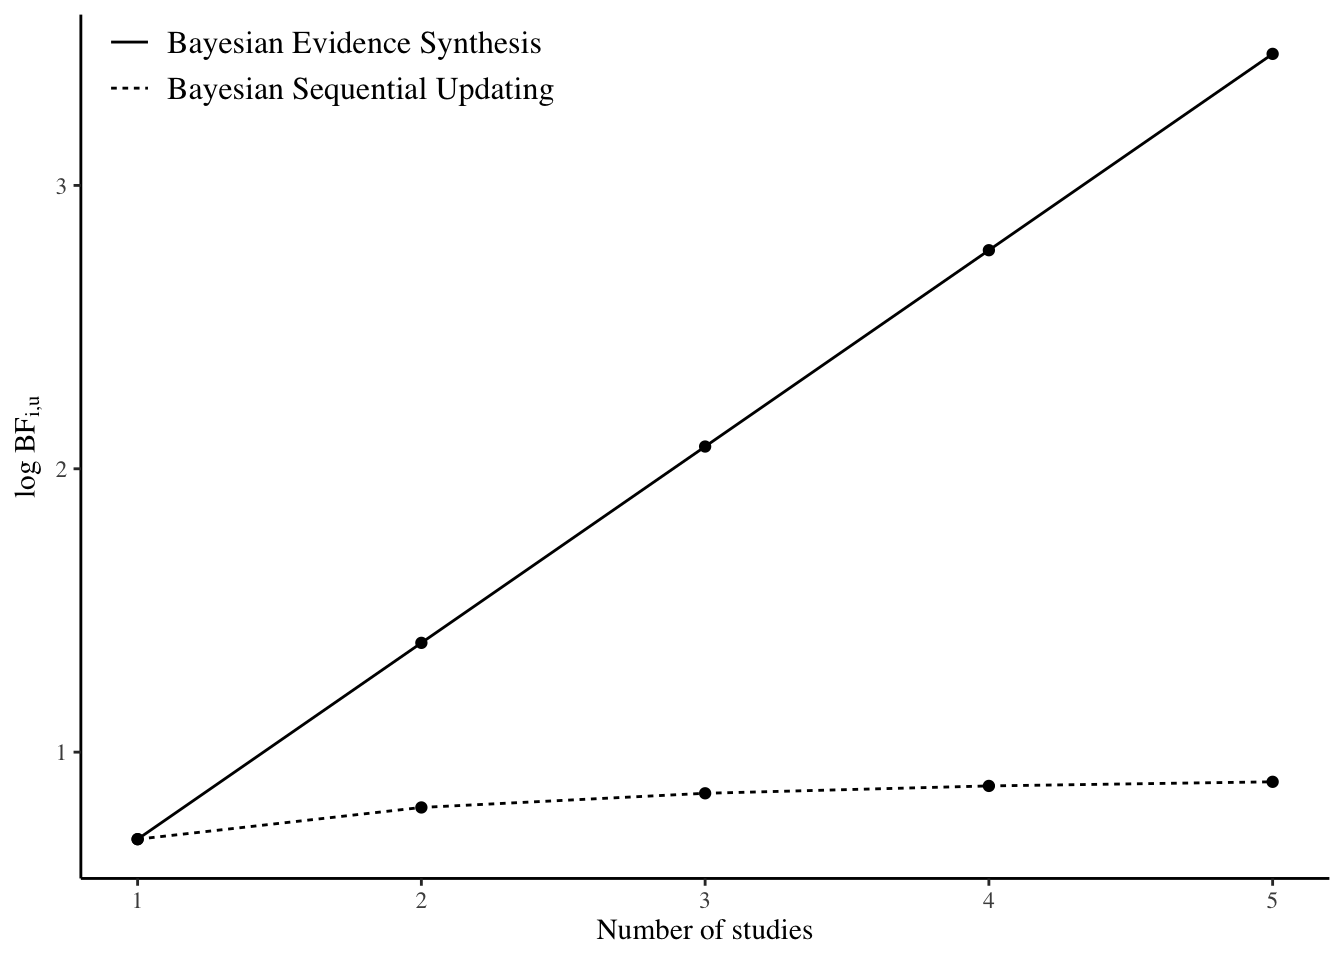 Bayesian Evidence Synthesis
Bayesian Sequential Updating
log BFi,u
3
2
1
1 2 3 4 5
Number of studies